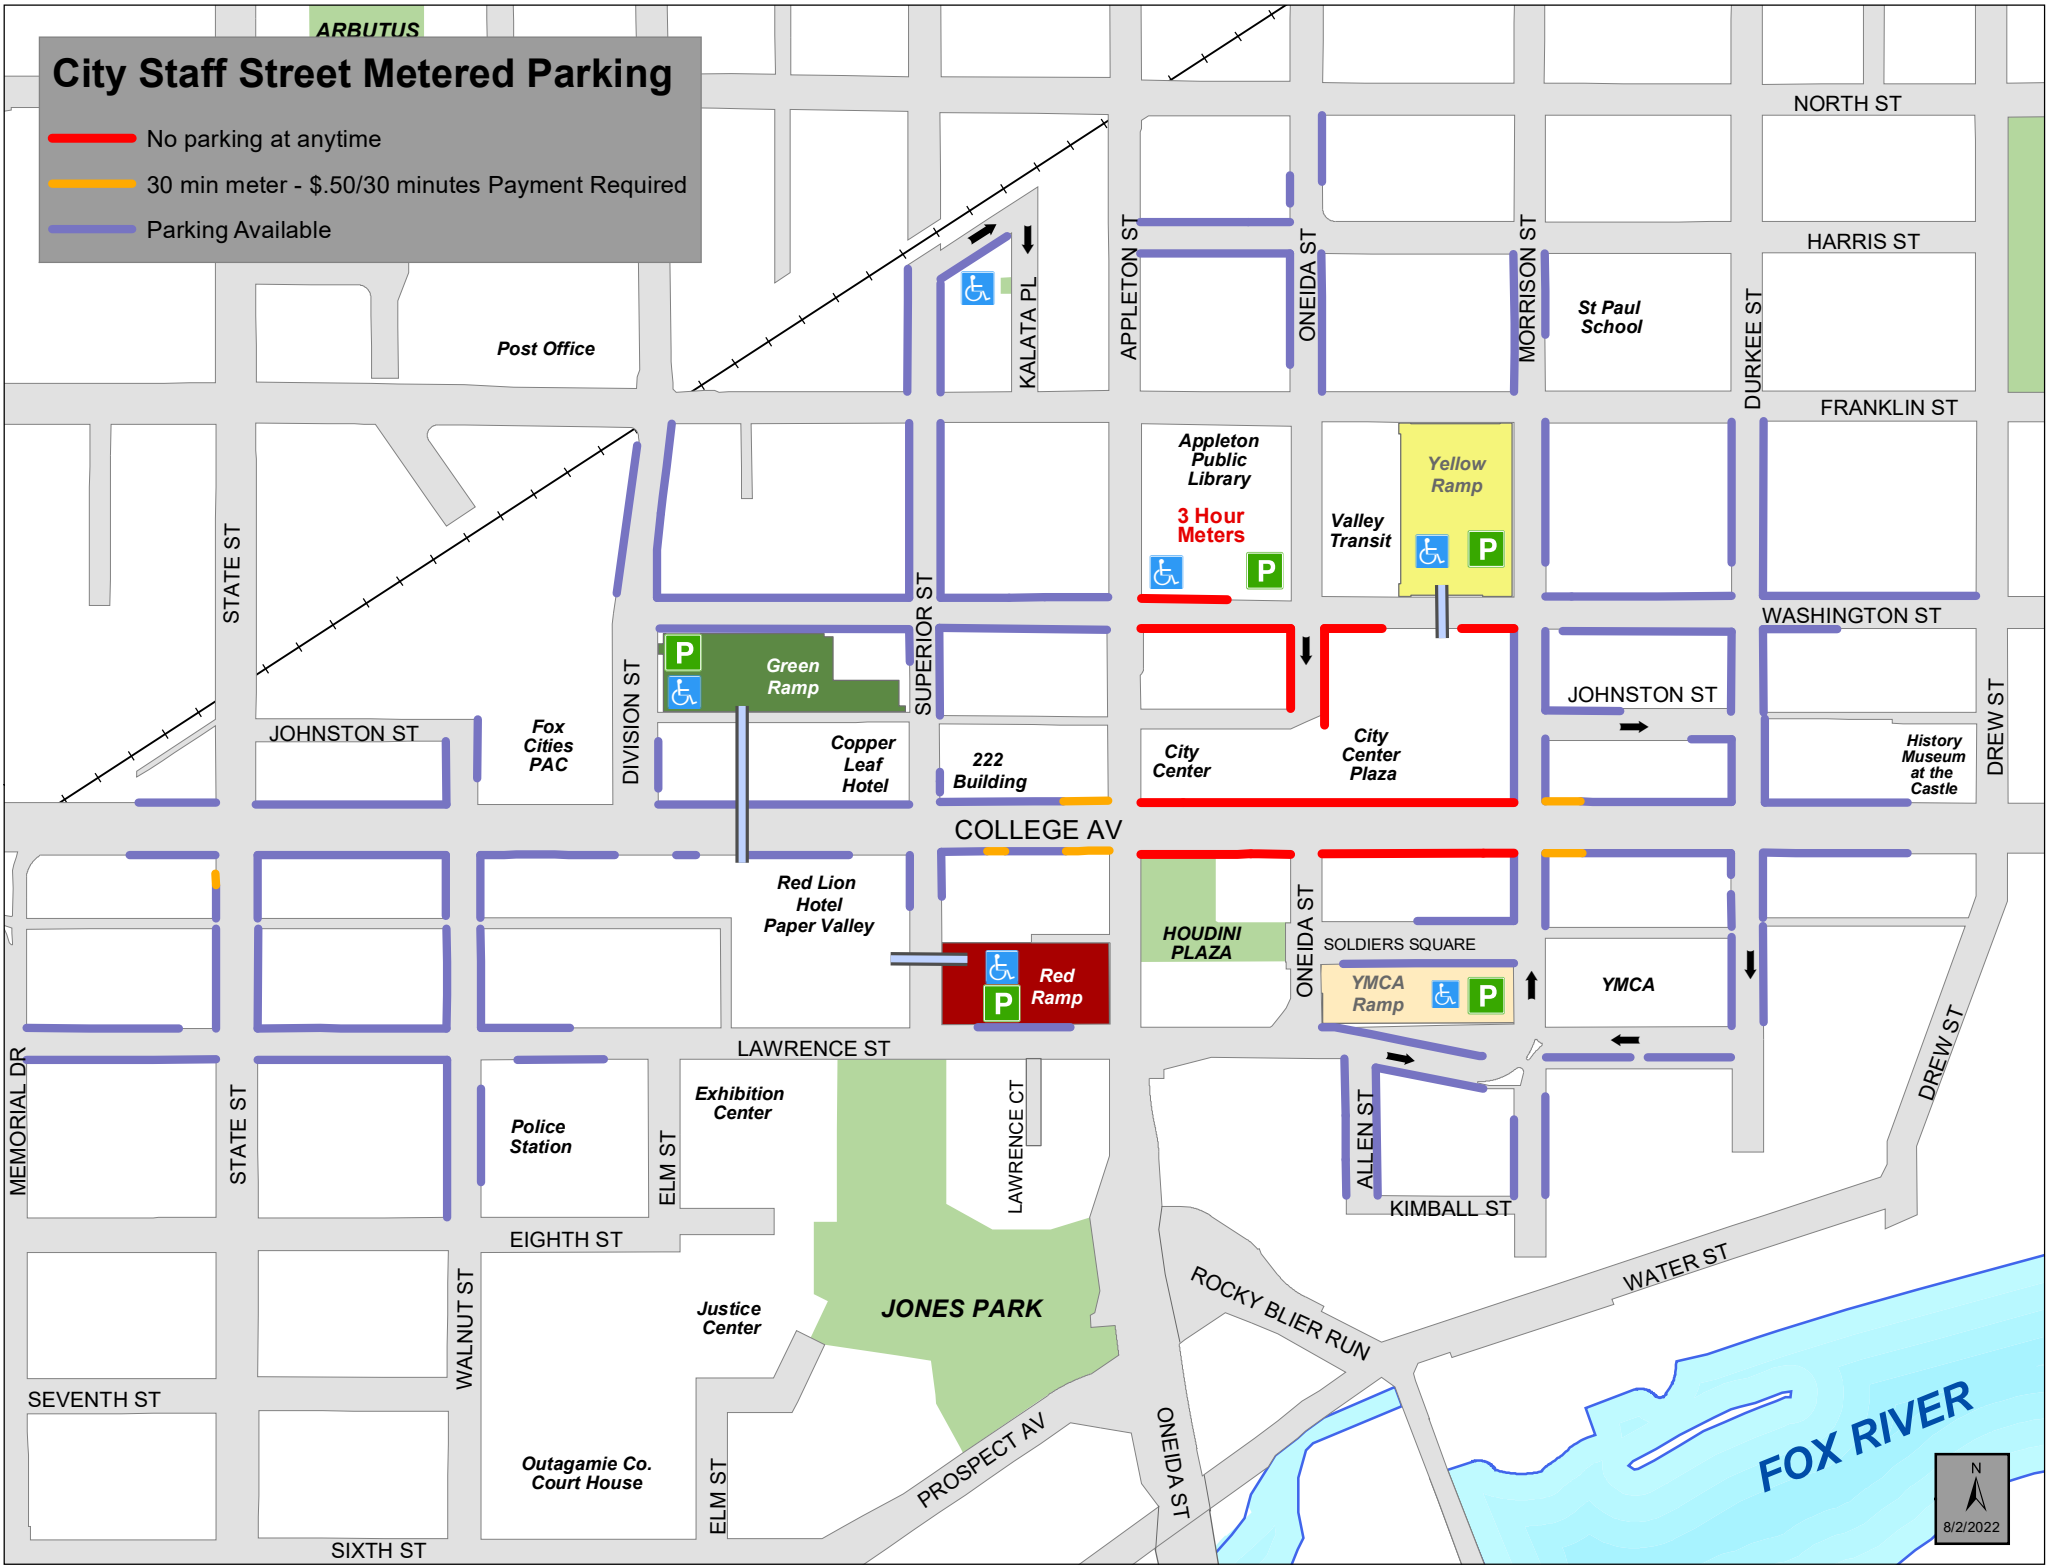 ARBUTUS
City Staff Street Metered Parking
No parking at anytime
30 min meter - $.50/30 minutes Payment Required
Parking Available
NORTH ST
HARRIS ST
APPLETON ST
ONEIDA ST
MORRISON ST
KALATA PL
DURKEE ST
St Paul
School
Post Office
FRANKLIN ST
Appleton
Public
Library
3 Hour
Meters
P
Valley
Transit
Yellow
Ramp
P
STATE ST
SUPERIOR ST
WASHINGTON ST
P
Green
Ramp
DIVISION ST
JOHNSTON ST
DREW ST
JOHNSTON ST
Fox
Cities
PAC
Copper
Leaf
Hotel
222
Building
City
Center
City
Center
Plaza
History
Museum
at the
Castle
COLLEGE AV
Red Lion
Hotel
Paper Valley
HOUDINI
PLAZA
ONEIDA ST
SOLDIERS SQUARE
Red
Ramp
P
YMCA
Ramp
P
YMCA
LAWRENCE ST
MEMORIAL DR
STATE ST
Police
Station
ELM ST
Exhibition
Center
LAWRENCE CT
ALLEN ST
DREW ST
KIMBALL ST
EIGHTH ST
WALNUT ST
Justice
Center
JONES PARK
ROCKY BLIER RUN
WATER ST
SEVENTH ST
Outagamie Co.
Court House
ELM ST
PROSPECT AV
ONEIDA ST
FOX RIVER
N
8/2/2022
SIXTH ST